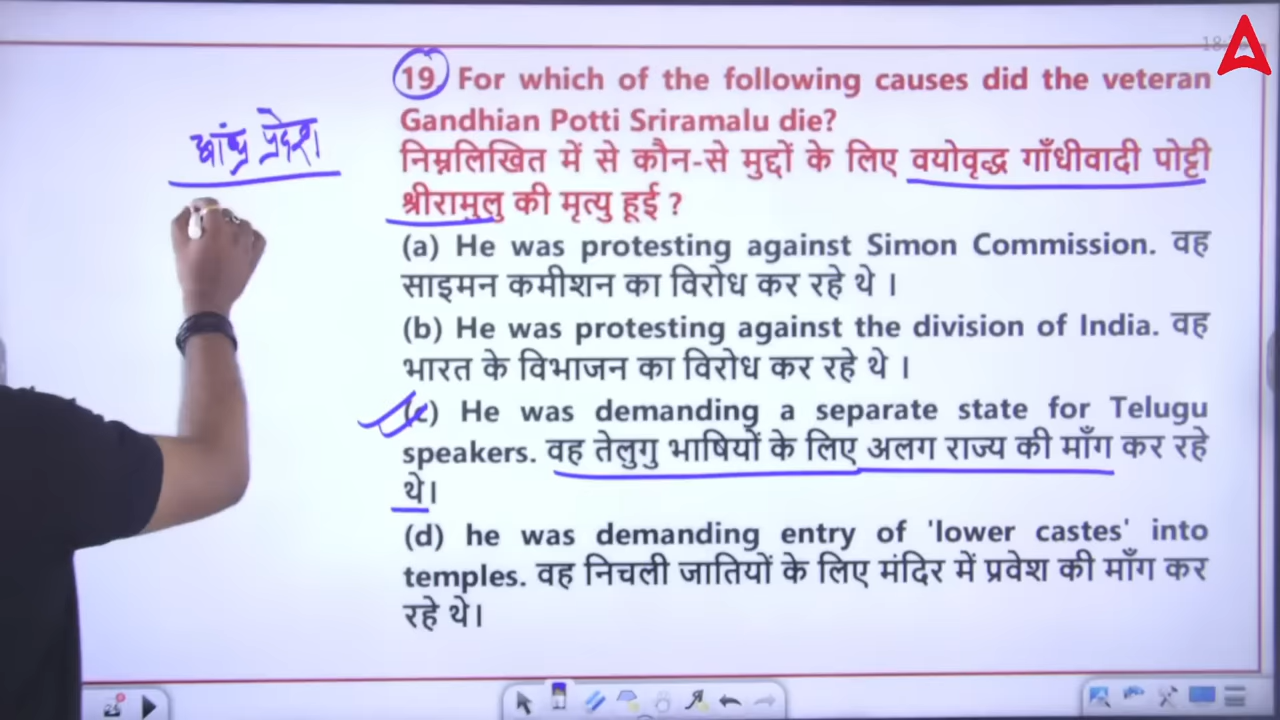 19. For which of the following causes did the veteran
Gandhian Potti Sriramalu die?
निम्नलिखित में से कौन-से मुद्दों के लिए वयोवृद्ध गाँधीवादी पोट्टी
श्रीरामुलु की मृत्यु हूई ?
(a) He was protesting against Simon Commission. वह
साइमन कमीशन का विरोध कर रहे थे ।
(b) He was protesting against the division of India. वह
भारत के विभाजन का विरोध कर रहे थे ।
(c) He was demanding a separate state for Telugu
speakers. वह तेलुगु भाषियों के लिए अलग राज्य की माँग कर रहे
थे।
(d) he was demanding entry of 'lower castes' into
temples. वह निचली जातियों के लिए मंदिर में प्रवेश की माँग कर
रहे थे।
आंध्र प्रदेश